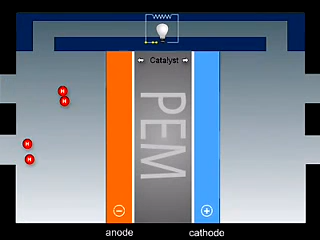 Catalyst
H
H
PEM
H
H
− +
anode cathode